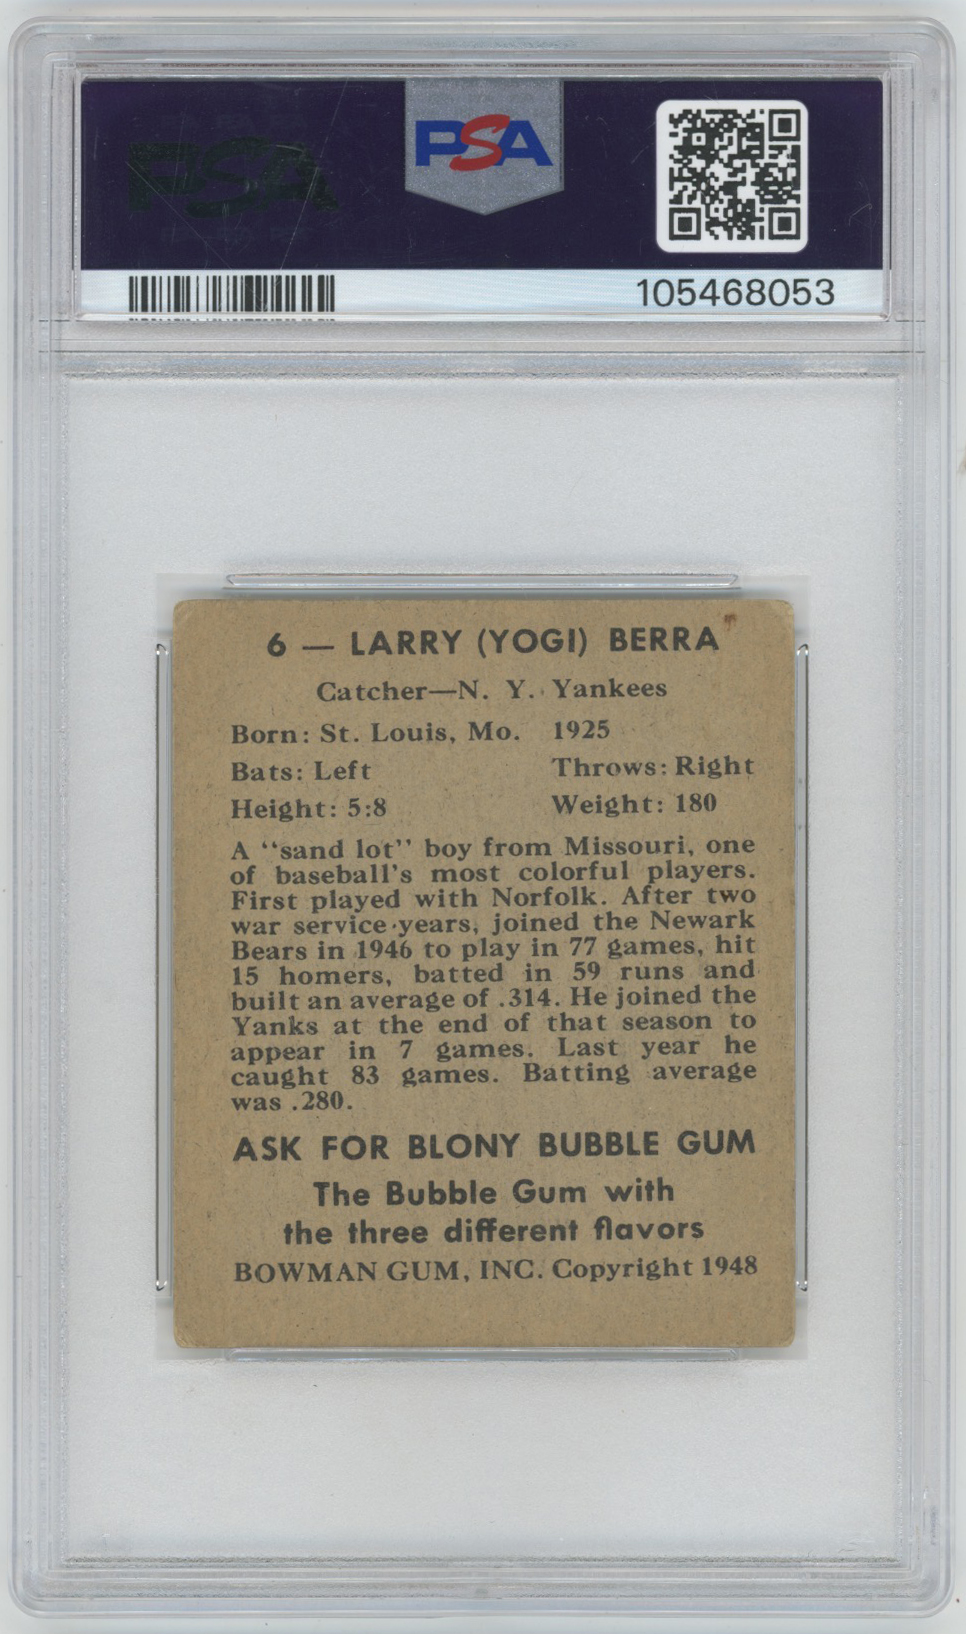 PSA
PSA
105468053
6 — LARRY (YOGI) BERRA
Catcher—N. Y. Yankees
Born: St. Louis, Mo. 1925
Bats: Left Throws: Right
Height: 5:8 Weight: 180
A “sand lot” boy from Missouri, one
of baseball's most colorful players.
First played with Norfolk. After two
war service years, joined the Newark
Bears in 1946 to play in 77 games, hit
15 homers, batted in 59 runs and
built an average of .314. He joined the
Yanks at the end of that season to
appear in 7 games. Last year he
caught 83 games. Batting average
was .280.
ASK FOR BLONY BUBBLE GUM
The Bubble Gum with
the three different flavors
BOWMAN GUM, INC. Copyright 1948